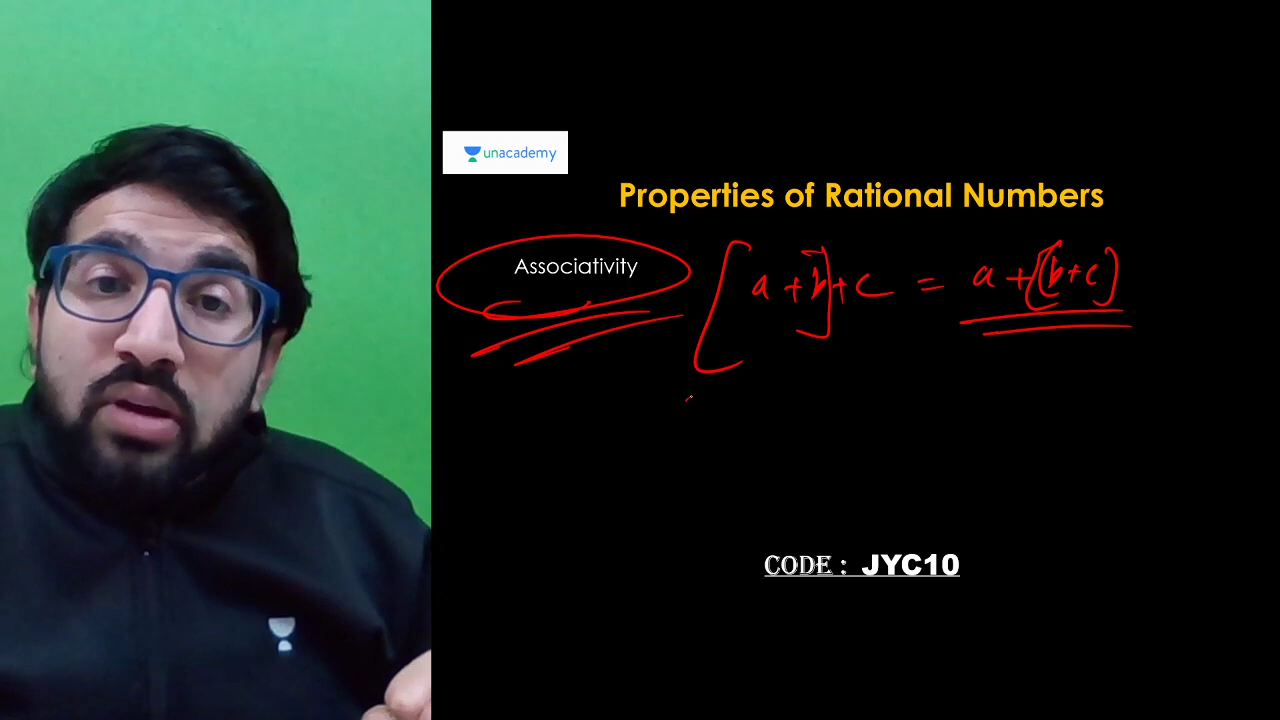 unacademy
Properties of Rational Numbers
Associativity [a+b]+c = a+[b+c]
CODE : JYC10